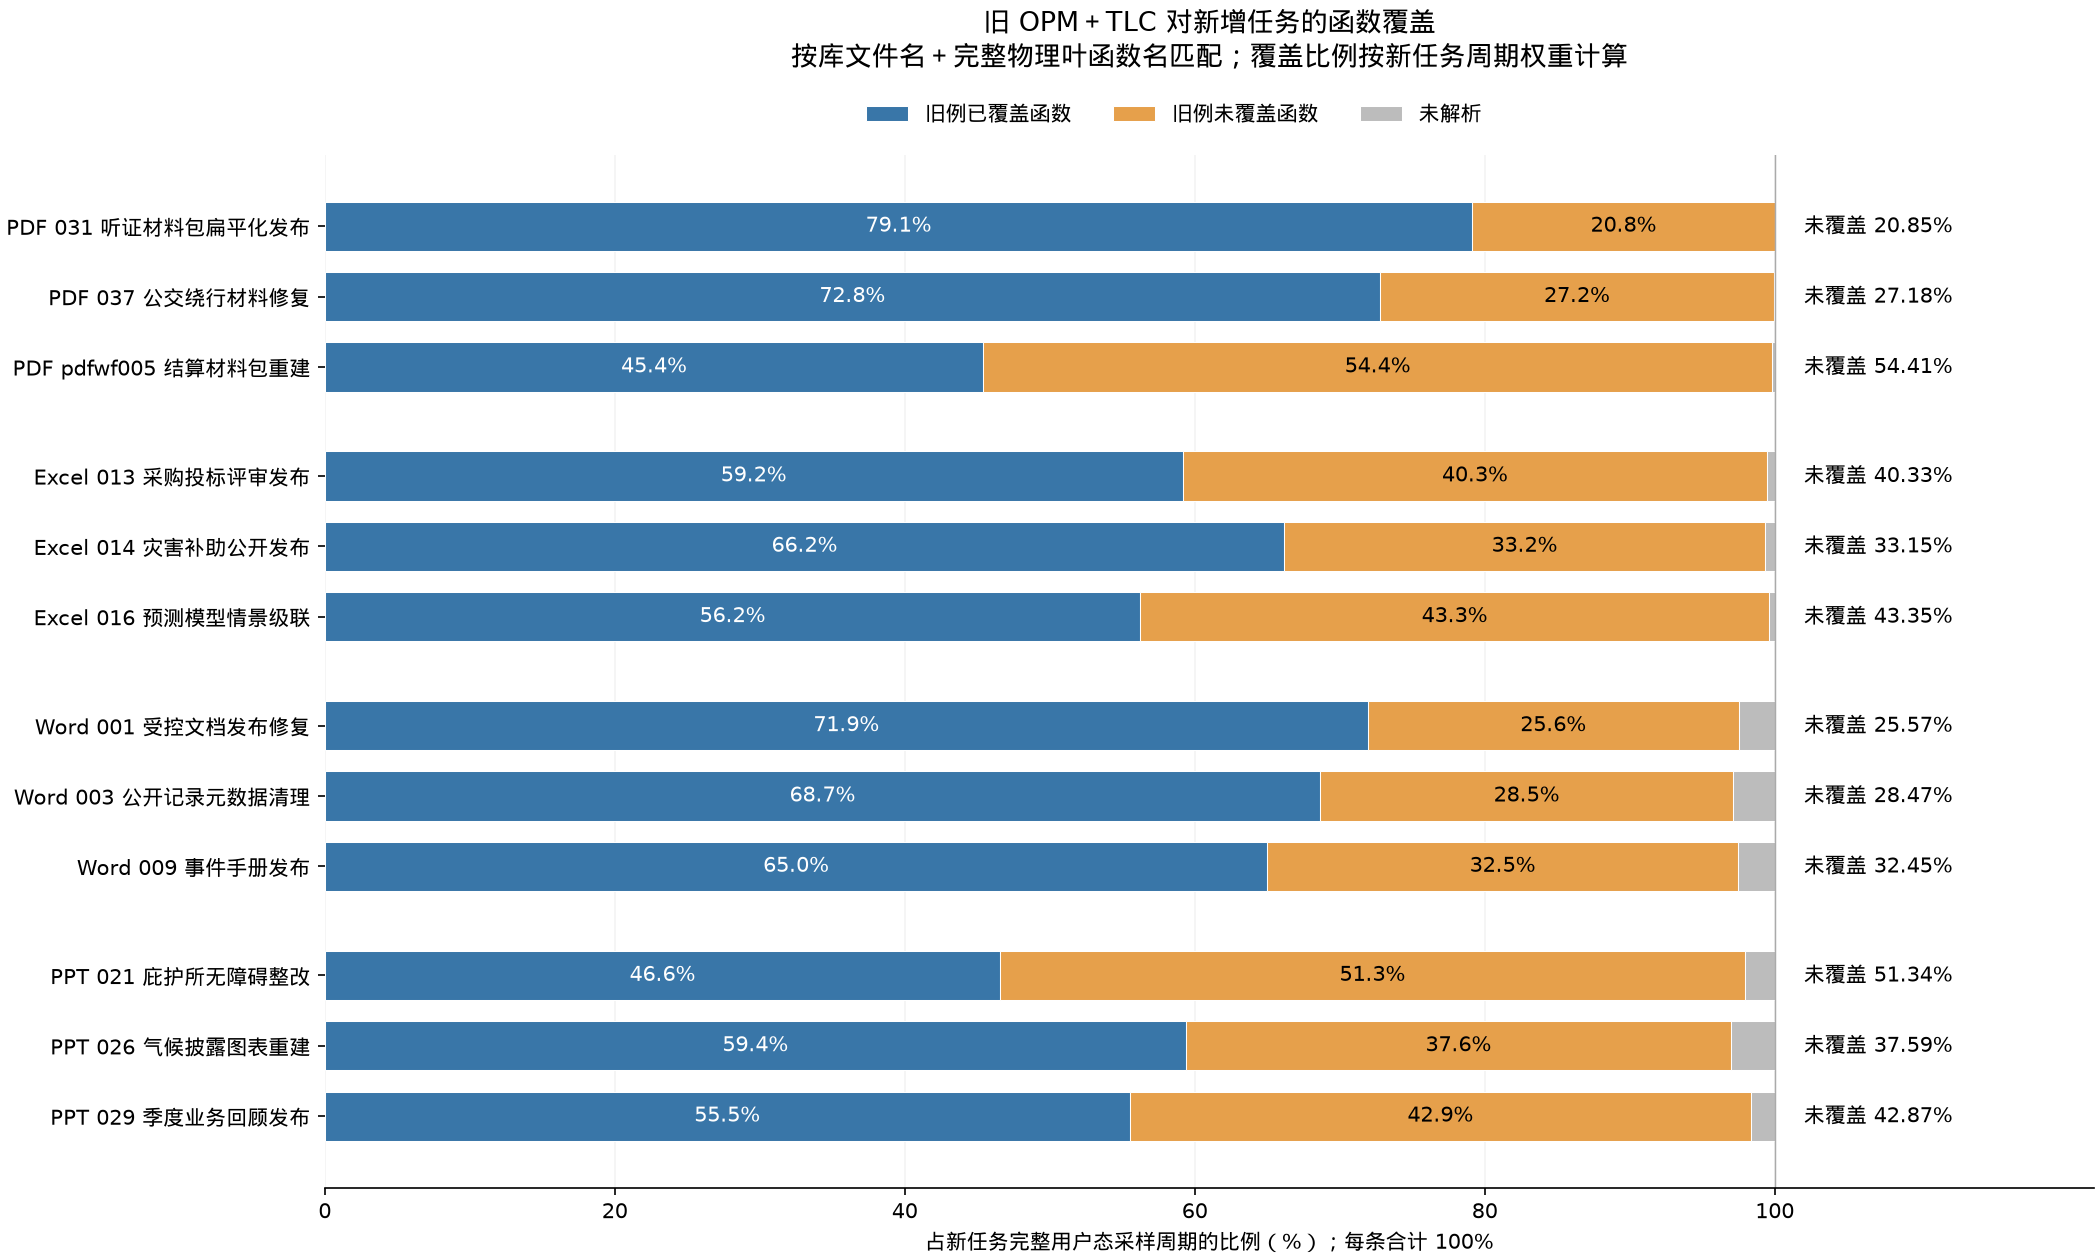 旧 OPM + TLC 对新增任务的函数覆盖
按库文件名 + 完整物理叶函数名匹配；覆盖比例按新任务周期权重计算
旧例已覆盖函数 旧例未覆盖函数 未解析
PDF 031 听证材料包扁平化发布 79.1% 20.8% 未覆盖 20.85%
PDF 037 公交绕行材料修复 72.8% 27.2% 未覆盖 27.18%
PDF pdfwf005 结算材料包重建 45.4% 54.4% 未覆盖 54.41%
Excel 013 采购投标评审发布 59.2% 40.3% 未覆盖 40.33%
Excel 014 灾害补助公开发布 66.2% 33.2% 未覆盖 33.15%
Excel 016 预测模型情景级联 56.2% 43.3% 未覆盖 43.35%
Word 001 受控文档发布修复 71.9% 25.6% 未覆盖 25.57%
Word 003 公开记录元数据清理 68.7% 28.5% 未覆盖 28.47%
Word 009 事件手册发布 65.0% 32.5% 未覆盖 32.45%
PPT 021 庇护所无障碍整改 46.6% 51.3% 未覆盖 51.34%
PPT 026 气候披露图表重建 59.4% 37.6% 未覆盖 37.59%
PPT 029 季度业务回顾发布 55.5% 42.9% 未覆盖 42.87%
0 20 40 60 80 100
占新任务完整用户态采样周期的比例（%）；每条合计 100%